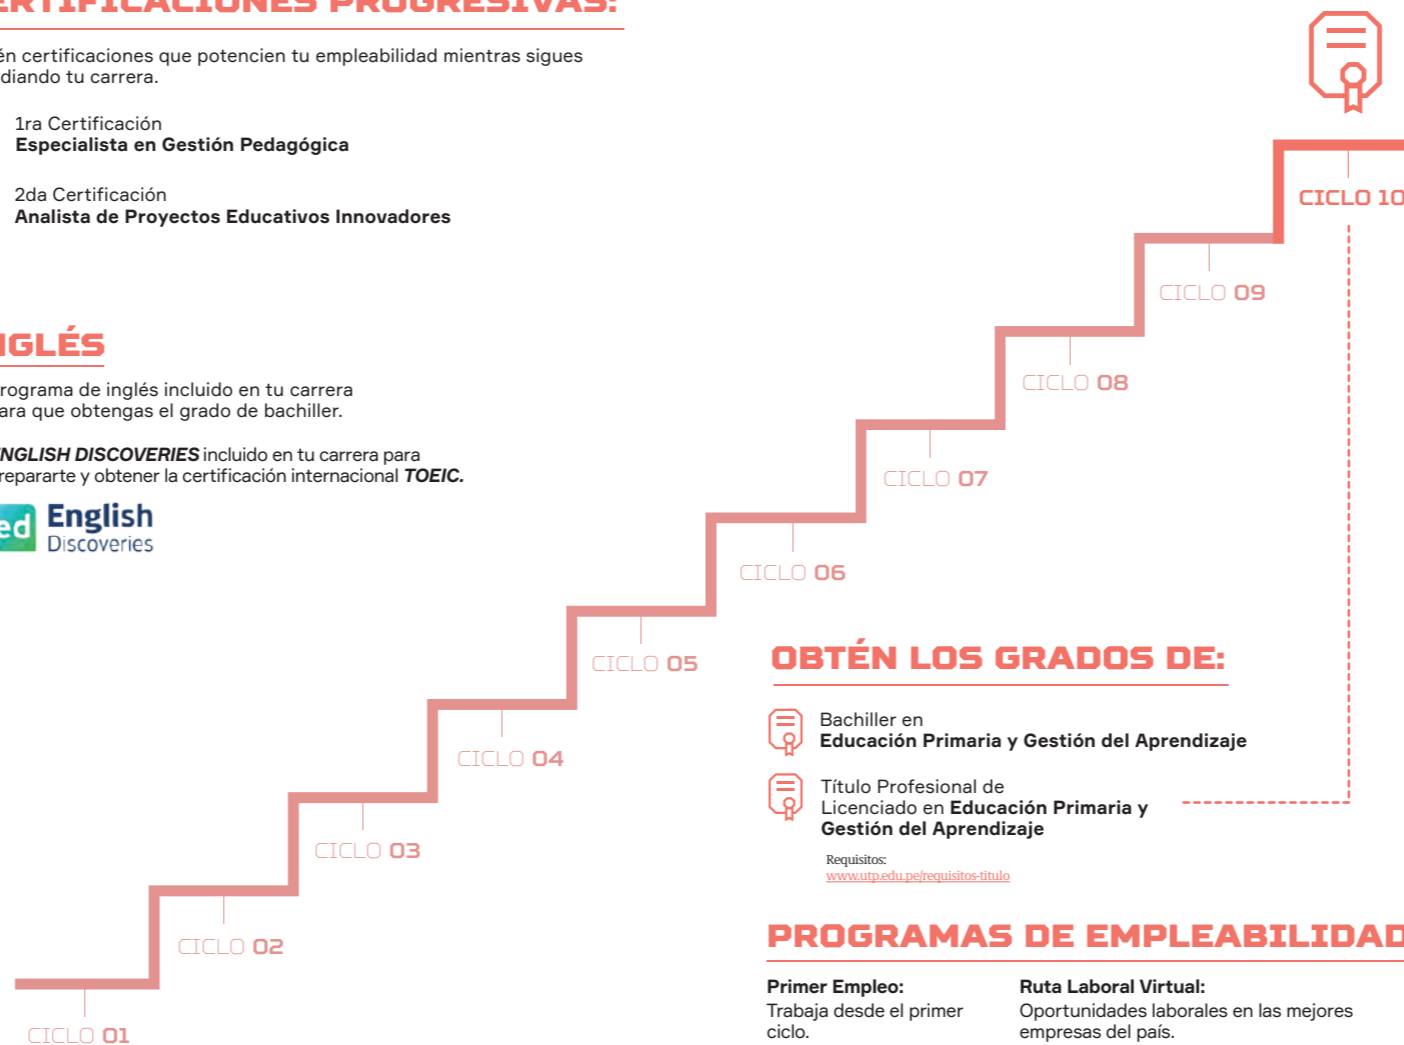 ERTIFICACIONES PROGRESIVAS:
én certificaciones que potencien tu empleabilidad mientras sigues
diando tu carrera.
1ra Certificación
Especialista en Gestión Pedagógica
2da Certificación
Analista de Proyectos Educativos Innovadores
NGLÉS
rograma de inglés incluido en tu carrera
ara que obtengas el grado de bachiller.
ENGLISH DISCOVERIES incluido en tu carrera para
repararte y obtener la certificación internacional TOEIC.
ed English
Discoveries
CICLO 10
CICLO 09
CICLO 08
CICLO 07
CICLO 06
CICLO 05
CICLO 04
CICLO 03
CICLO 02
CICLO 01
OBTÉN LOS GRADOS DE:
Bachiller en
Educación Primaria y Gestión del Aprendizaje
Título Profesional de
Licenciado en Educación Primaria y
Gestión del Aprendizaje
Requisitos:
www.utp.edu.pe/requisitos-titulo
PROGRAMAS DE EMPLEABILIDAD
Primer Empleo:
Trabaja desde el primer
ciclo.
Ruta Laboral Virtual:
Oportunidades laborales en las mejores
empresas del país.